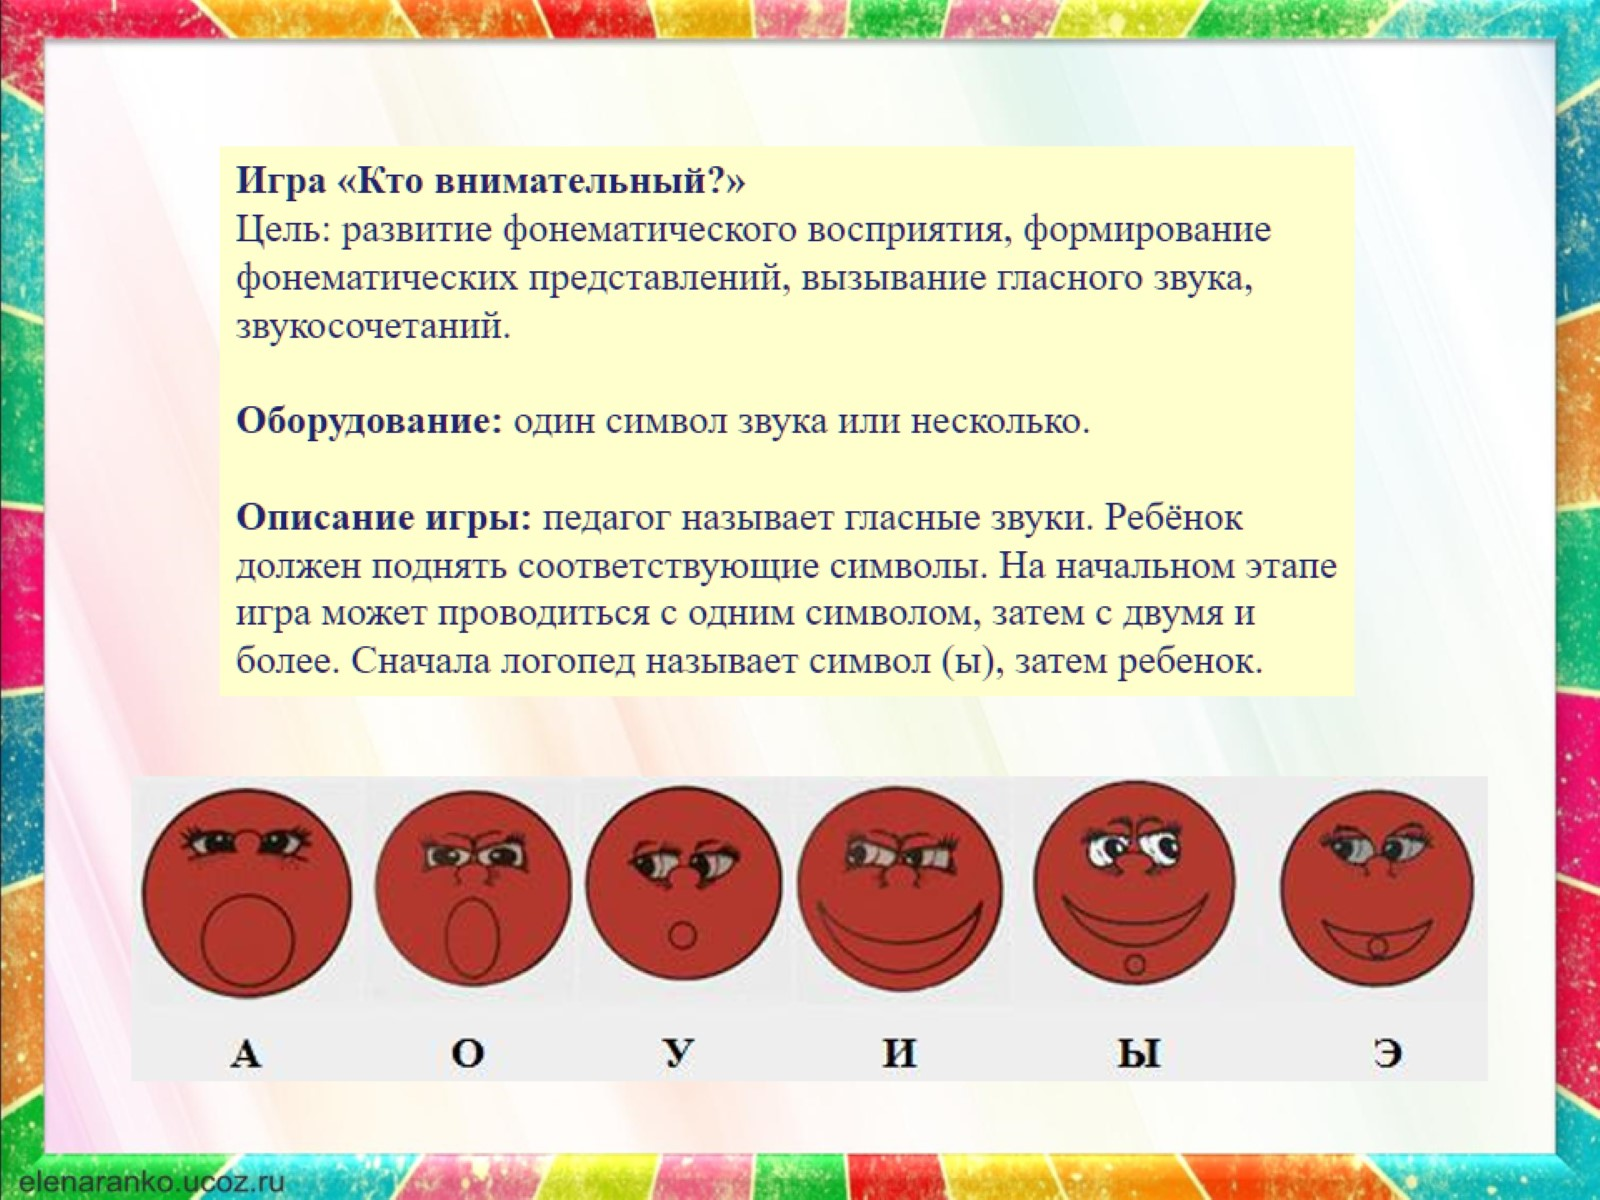 Игра «Кто внимательный?»
Цель: развитие фонематического восприятия, формирование
фонематических представлений, вызывание гласного звука,
звукосочетаний.
Оборудование: один символ звука или несколько.
Описание игры: педагог называет гласные звуки. Ребёнок
должен поднять соответствующие символы. На начальном этапе
игра может проводиться с одним символом, затем с двумя и
более. Сначала логопед называет символ (ы), затем ребенок.
А О У И Ы Э
elenaranko.ucoz.ru